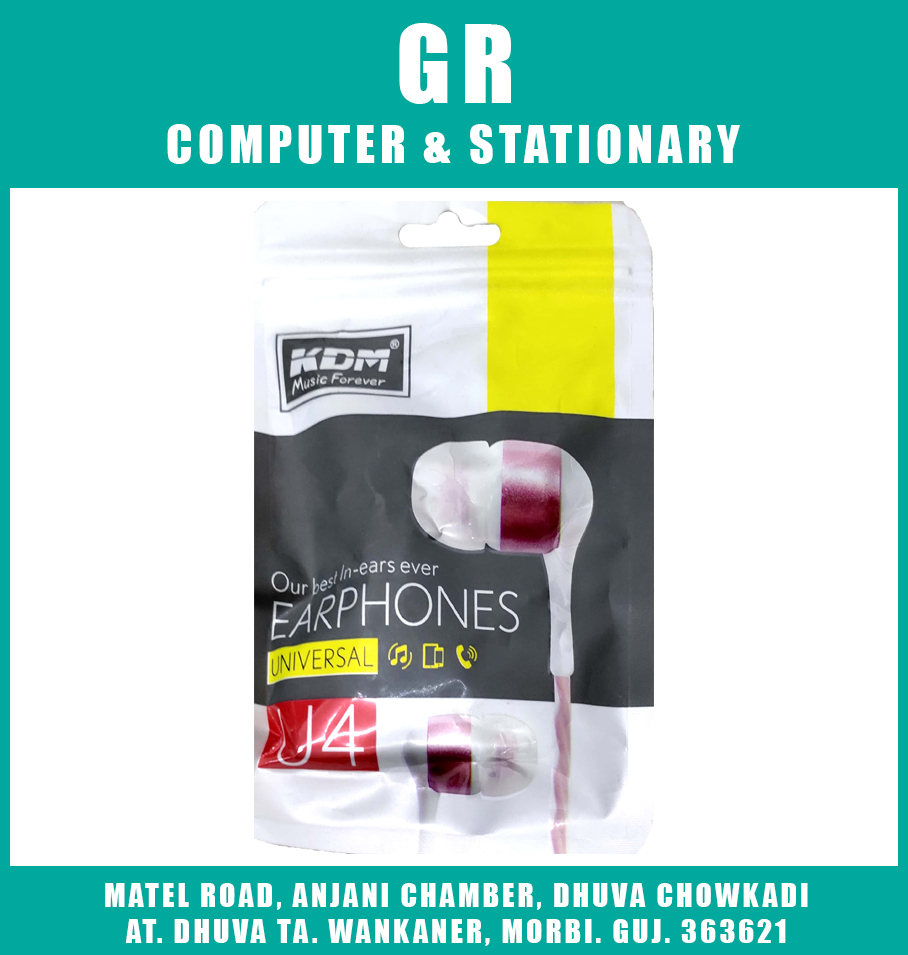 GR
COMPUTER & STATIONARY
KDM®
Music Forever
Our best In-ears ever
EARPHONES
UNIVERSAL
J4
MATEL ROAD, ANJANI CHAMBER, DHUVA CHOWKADI
AT. DHUVA TA. WANKANER, MORBI. GUJ. 363621